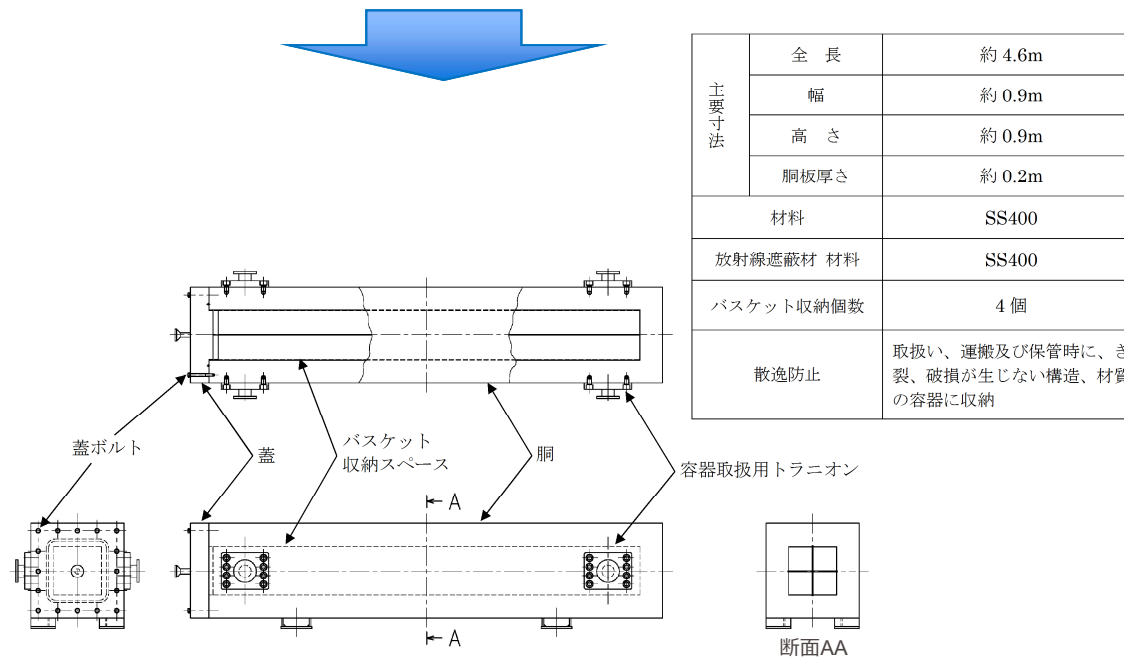 主要寸法
全 長
約 4.6m
幅
約 0.9m
高 さ
約 0.9m
胴板厚さ
約 0.2m
材料
SS400
放射線遮蔽材 材料
SS400
バスケット収納個数
4 個
散逸防止
取扱い、運搬及び保管時に、き
裂、破損が生じない構造、材質
の容器に収納
蓋ボルト
蓋
バスケット
収納スペース
胴
容器取扱用トラニオン
A
A
断面AA